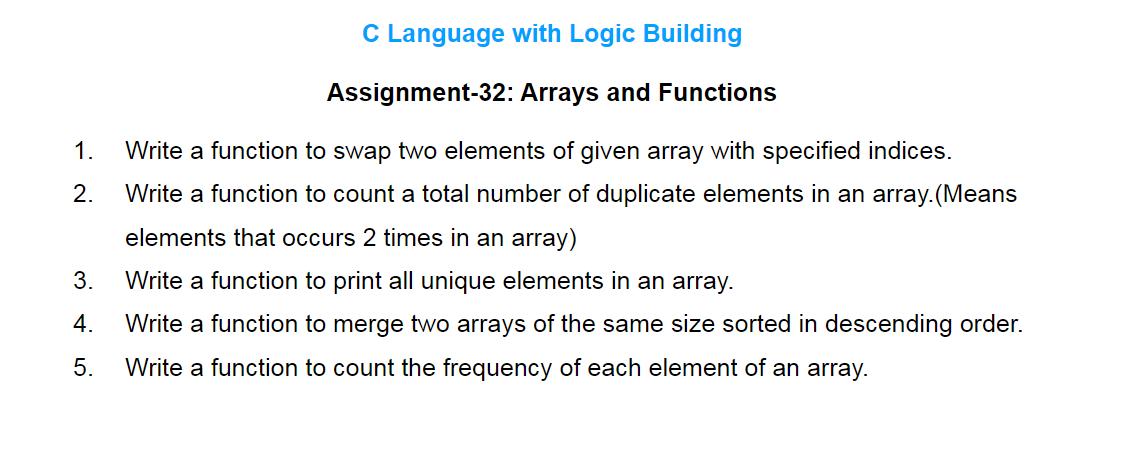 C Language with Logic Building
Assignment-32: Arrays and Functions
1. Write a function to swap two elements of given array with specified indices.
2. Write a function to count a total number of duplicate elements in an array.(Means
elements that occurs 2 times in an array)
3. Write a function to print all unique elements in an array.
4. Write a function to merge two arrays of the same size sorted in descending order.
5. Write a function to count the frequency of each element of an array.